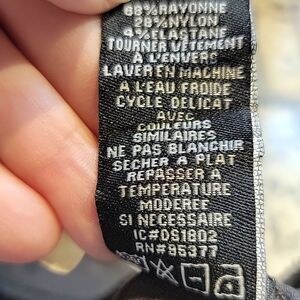 68%RAYONNE
28%NYLON
4%ELASTANE
TOURNER VETEMENT
A L'ENVERS
LAVER EN MACHINE
A L'EAU FROIDE
CYCLE DELICAT
AVEC
COULEURS
SIMILAIRES
NE PAS BLANCHIR
SECHER A PLAT
REPASSER A
TEMPERATURE
MODEREE
SI NECESSAIRE
IC#DS1802
RN#95377